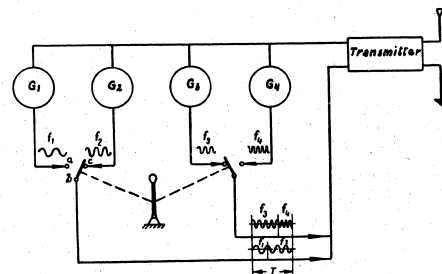 Transmitter
G1 G2 G3 G4
f1 f2 f3 f4
a c
b
f3 f4
f1 f2
T